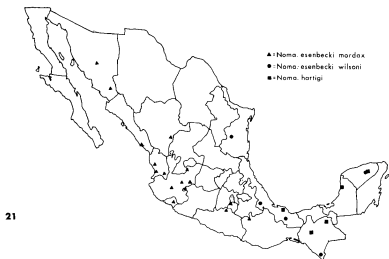 ▲=Noma. esenbecki mordax
●=Noma. esenbecki wilsoni
■=Noma. hartigi
21